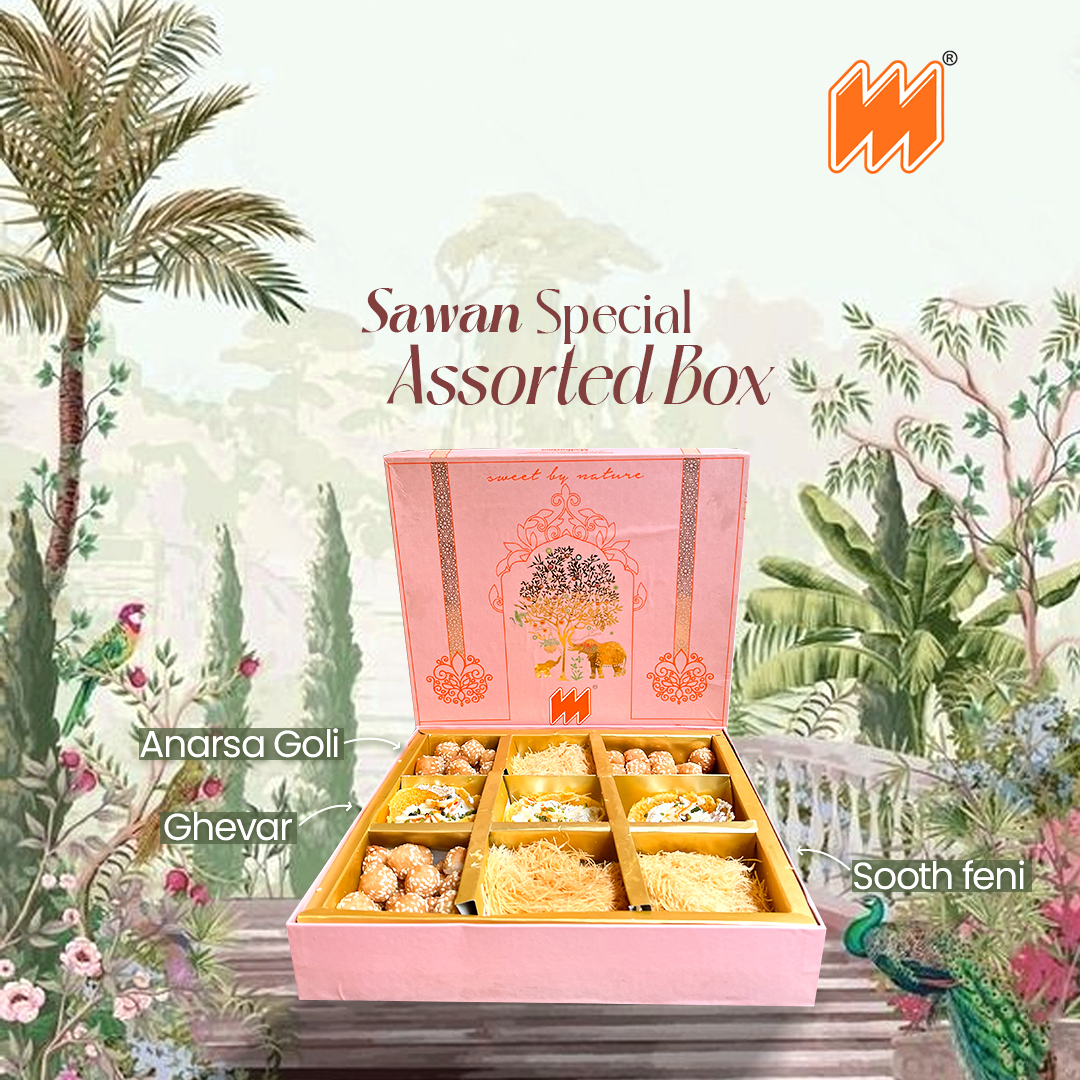 ®
Sawan Special
Assorted Box
sweet by nature
®
Anarsa Goli
Ghevar
Sooth feni